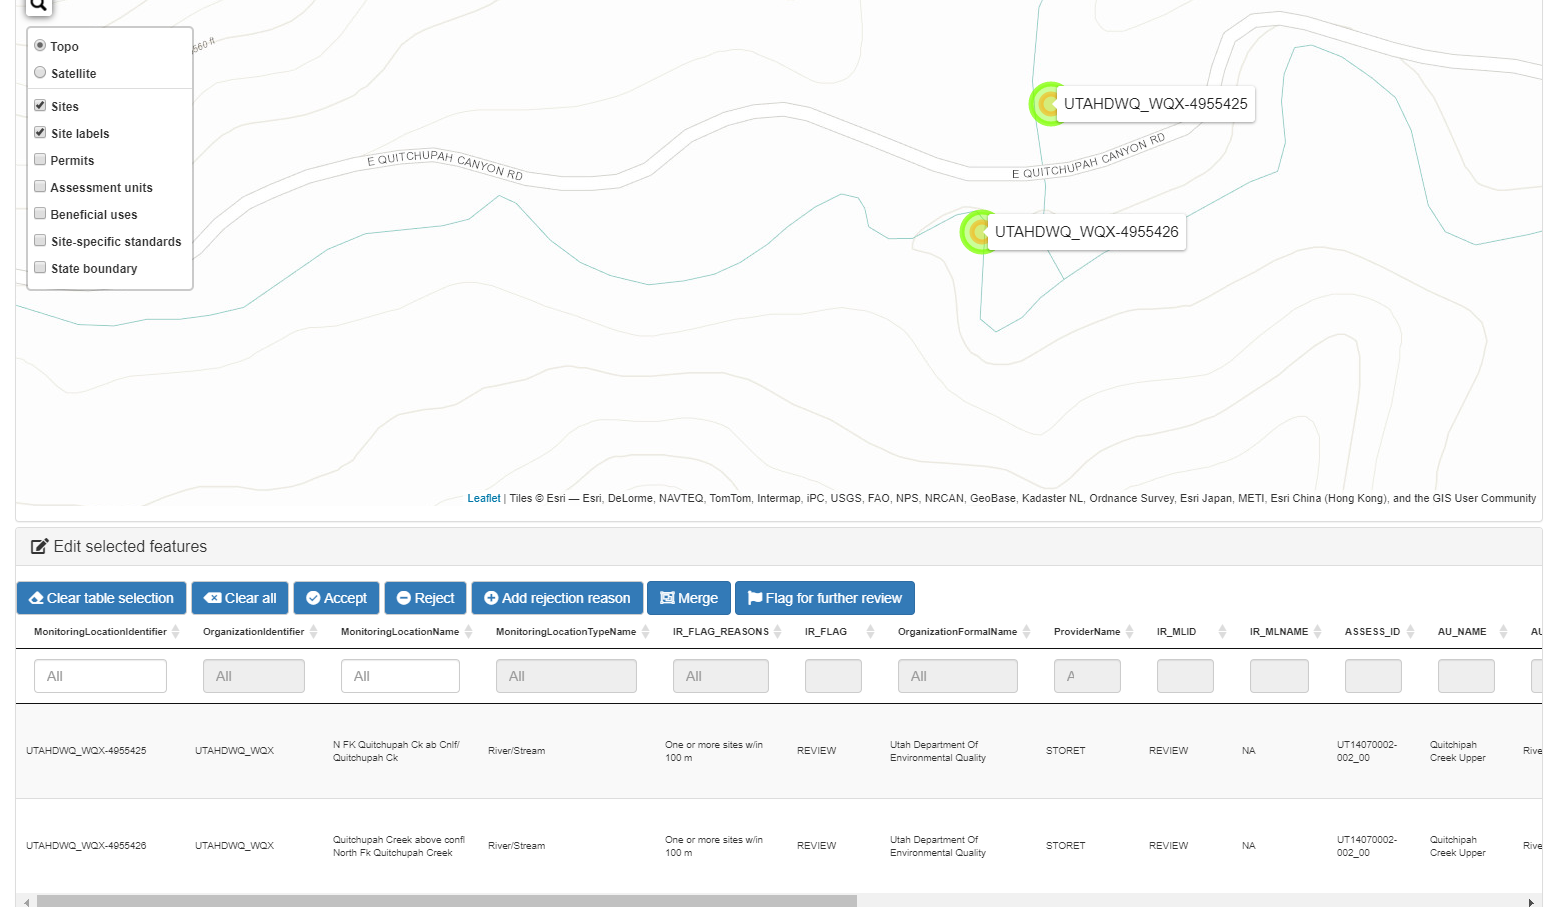 560 ft
Topo
Satellite
Sites
Site labels
Permits
Assessment units
Beneficial uses
Site-specific standards
State boundary
UTAHDWQ_WQX-4955425
E QUITCHUPAH CANYON RD
E QUITCHUPAH CANYON RD
UTAHDWQ_WQX-4955426
Leaflet | Tiles © Esri — Esri, DeLorme, NAVTEQ, TomTom, Intermap, iPC, USGS, FAO, NPS, NRCAN, GeoBase, Kadaster NL, Ordnance Survey, Esri Japan, METI, Esri China (Hong Kong), and the GIS User Community
Edit selected features
Clear table selection Clear all Accept Reject Add rejection reason Merge Flag for further review
MonitoringLocationIdentifier OrganizationIdentifier MonitoringLocationName MonitoringLocationTypeName IR_FLAG_REASONS IR_FLAG OrganizationFormalName ProviderName IR_MLID IR_MLNAME ASSESS_ID AU_NAME AU
All All All All All All A
UTAHDWQ_WQX-4955425 UTAHDWQ_WQX N FK Quitchupah Ck ab Cnlf/ River/Stream One or more sites w/in REVIEW Utah Department Of STORET REVIEW NA UT14070002- Quitchipah Rive
Quitchupah Ck 100 m Environmental Quality 002_00 Creek Upper
UTAHDWQ_WQX-4955426 UTAHDWQ_WQX Quitchupah Creek above confl River/Stream One or more sites w/in REVIEW Utah Department Of STORET REVIEW NA UT14070002- Quitchipah Rive
North Fk Quitchupah Creek 100 m Environmental Quality 002_00 Creek Upper